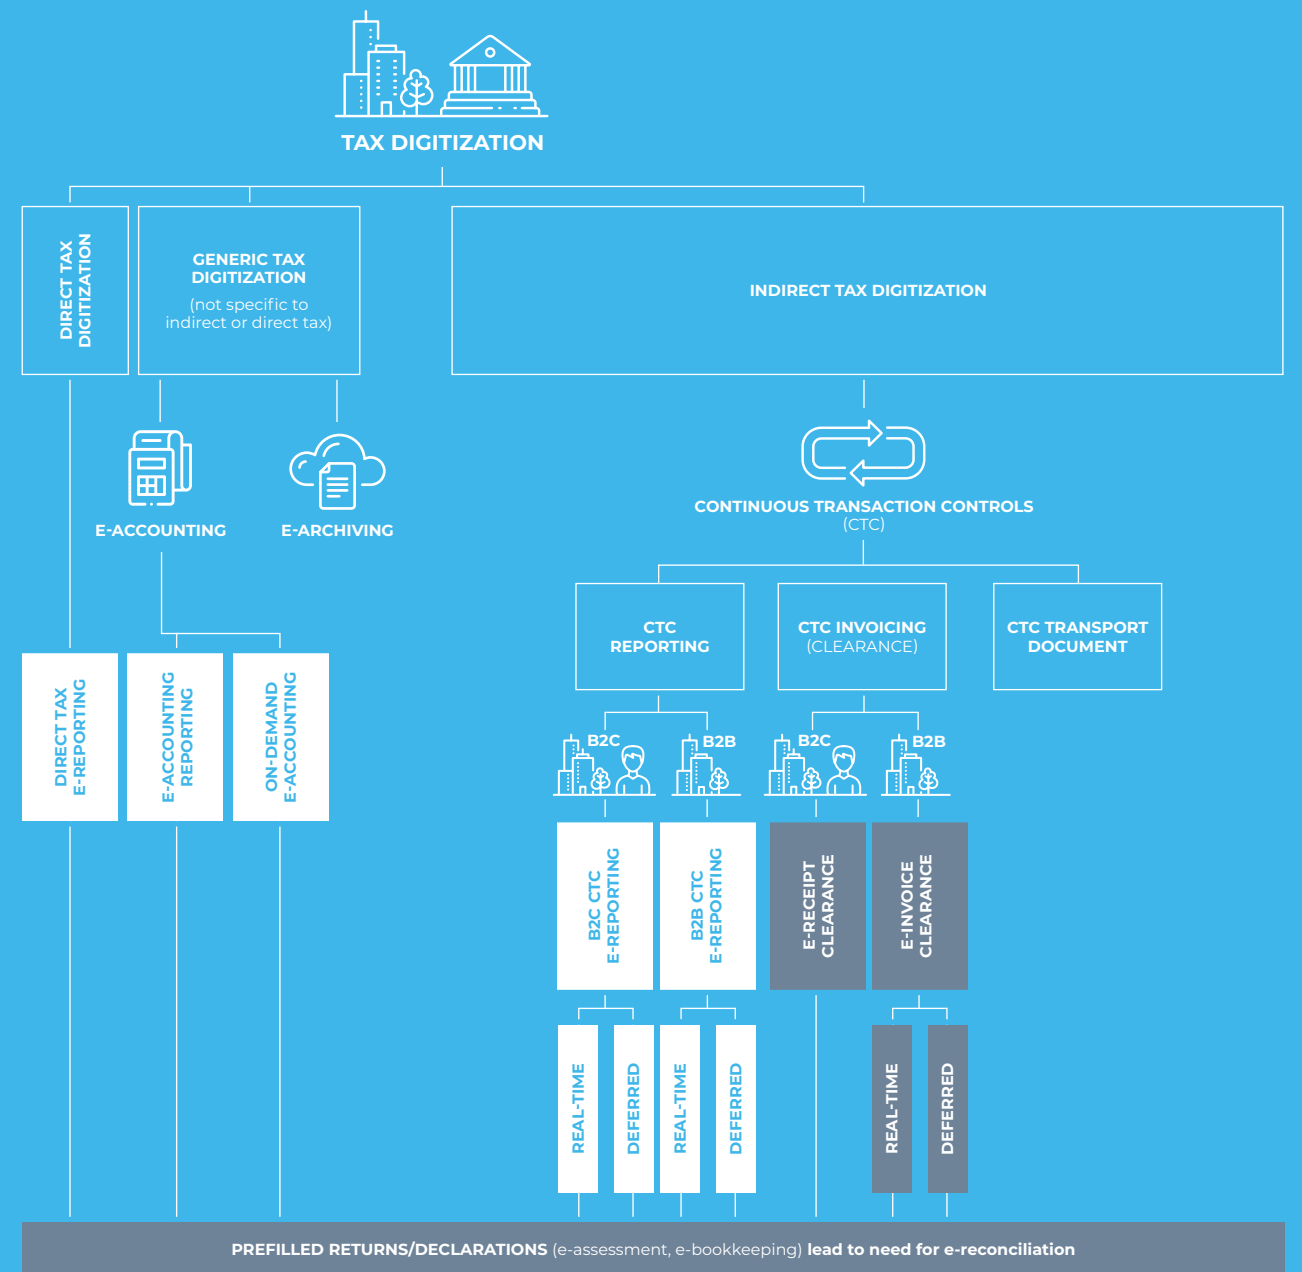 TAX DIGITIZATION
DIRECT TAX
DIGITIZATION
GENERIC TAX
DIGITIZATION
(not specific to
indirect or direct tax)
INDIRECT TAX DIGITIZATION
E-ACCOUNTING
E-ARCHIVING
CONTINUOUS TRANSACTION CONTROLS
(CTC)
CTC
REPORTING
CTC INVOICING
(CLEARANCE)
CTC TRANSPORT
DOCUMENT
DIRECT TAX
E-REPORTING
E-ACCOUNTING
REPORTING
ON-DEMAND
E-ACCOUNTING
B2C
B2B
B2C
B2B
B2C CTC
E-REPORTING
B2B CTC
E-REPORTING
E-RECEIPT
CLEARANCE
E-INVOICE
CLEARANCE
REAL-TIME
DEFERRED
REAL-TIME
DEFERRED
REAL-TIME
DEFERRED
PREFILLED RETURNS/DECLARATIONS (e-assessment, e-bookkeeping) lead to need for e-reconciliation